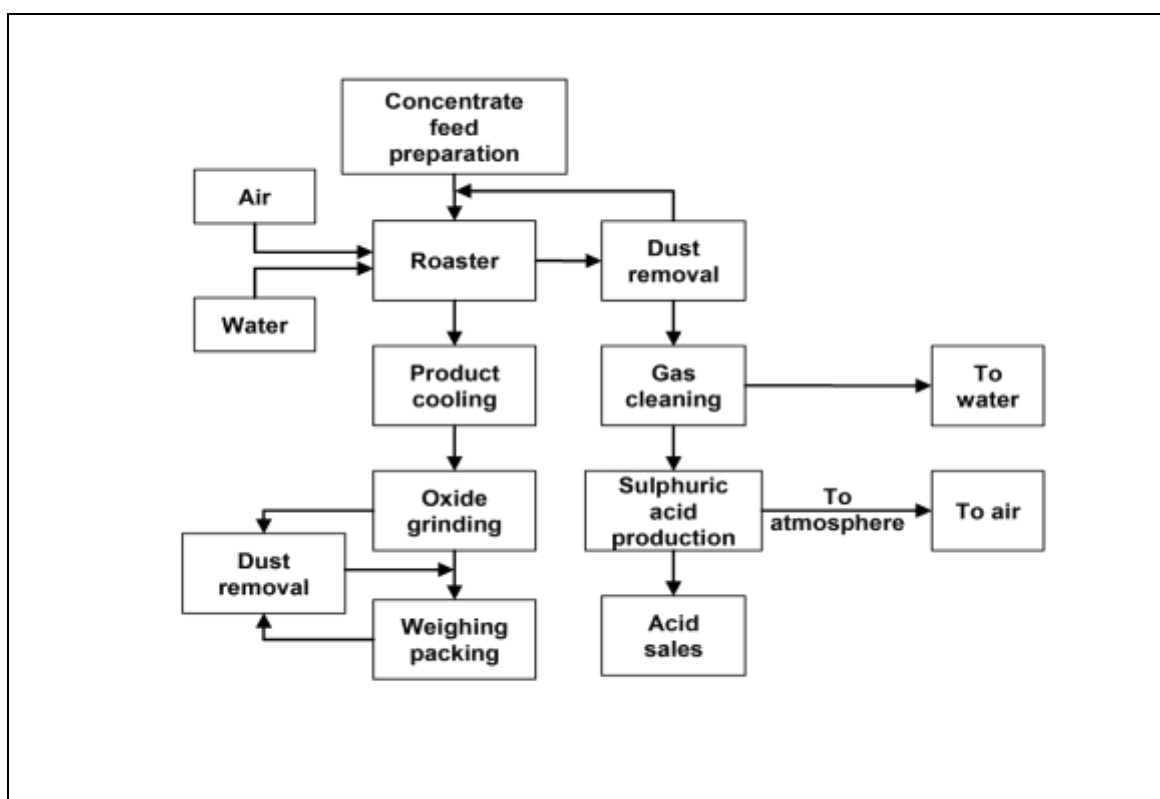 Concentrate
feed
preparation
Air
Roaster
Dust
removal
Water
Product
cooling
Gas
cleaning
To
water
Oxide
grinding
Sulphuric
acid
production
To
atmosphere
To air
Dust
removal
Weighing
packing
Acid
sales